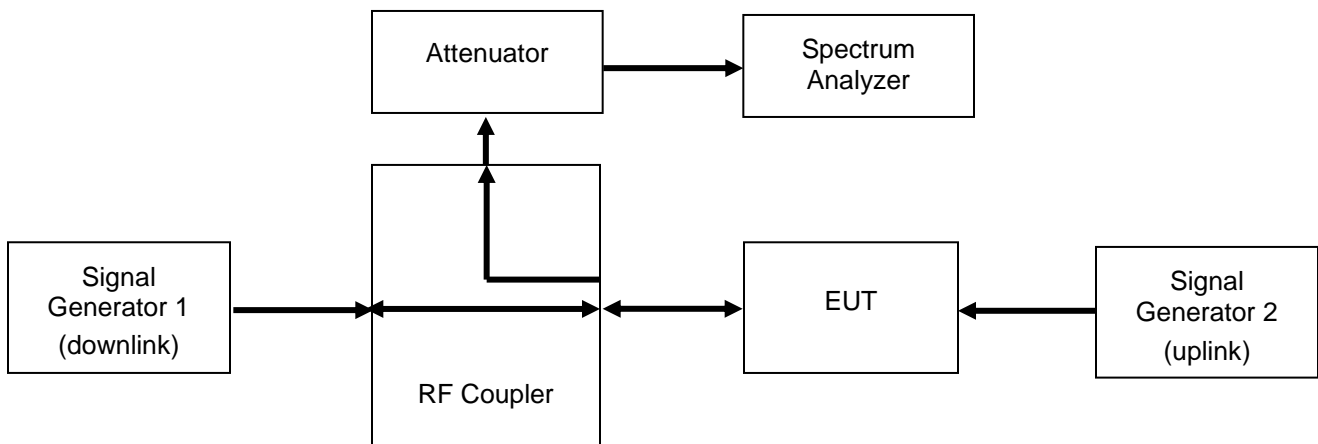 Attenuator
Spectrum
Analyzer
Signal
Generator 1
(downlink)
RF Coupler
EUT
Signal
Generator 2
(uplink)